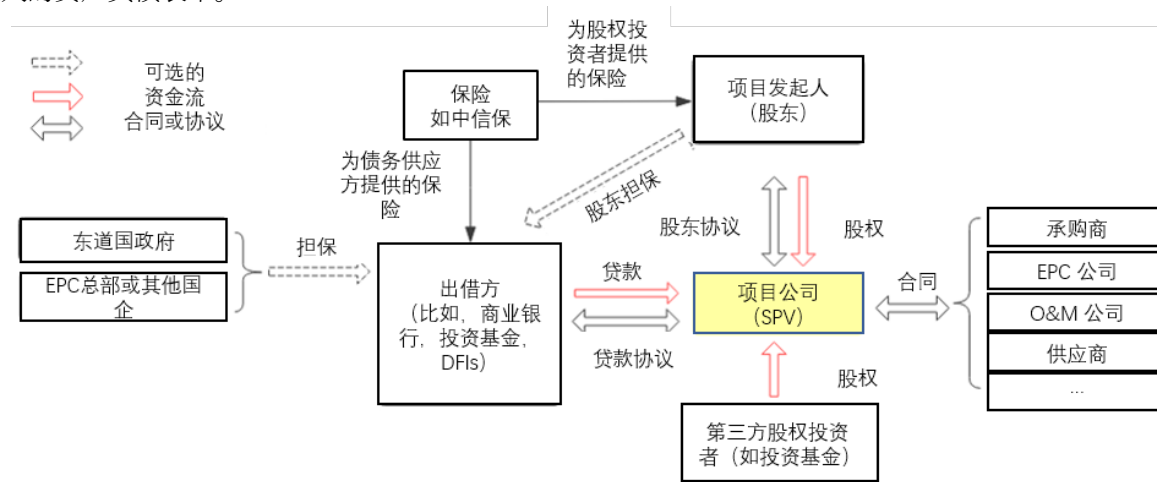 可选的
资金流
合同或协议
为股权投
资者提供
的保险
保险
如中信保
项目发起人
（股东）
为债务供应
方提供的保
险
股东担保
股东协议
股权
东道国政府
EPC总部或其他国
企
担保
出借方
（比如，商业银
行，投资基金，
DFIs）
贷款
贷款协议
项目公司
（SPV）
合同
承购商
EPC 公司
O&M 公司
供应商
...
股权
第三方股权投资
者（如投资基金）